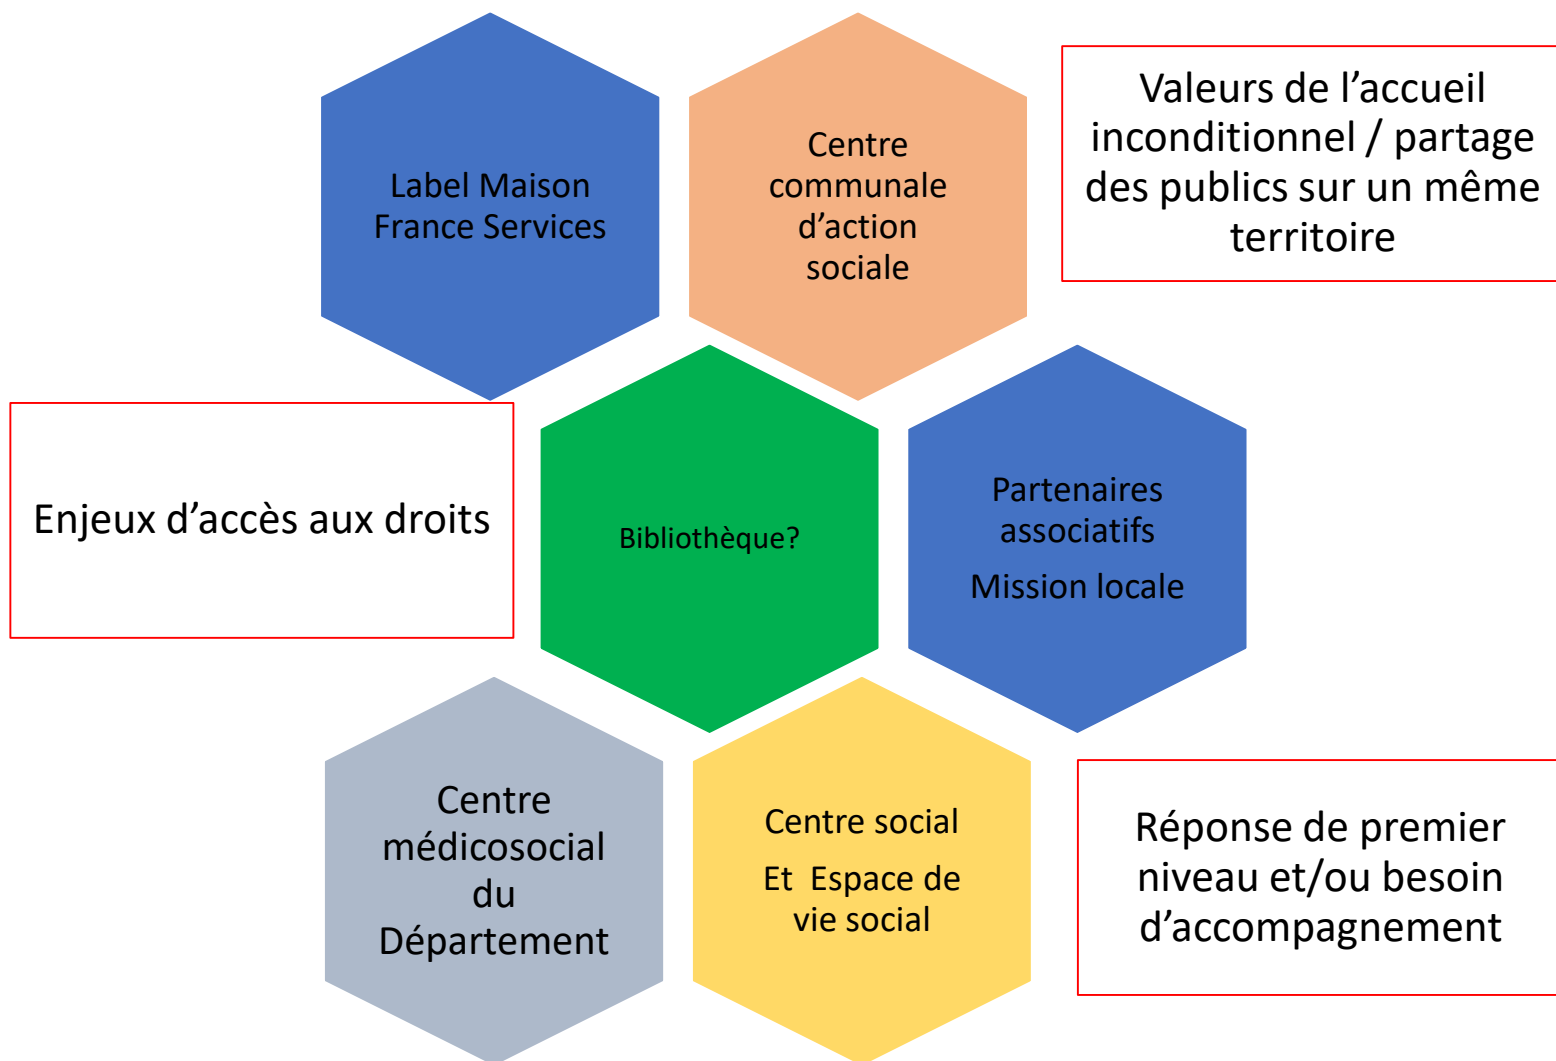 Label Maison
France Services
Centre
communale
d’action
sociale
Valeurs de l’accueil
inconditionnel / partage
des publics sur un même
territoire
Enjeux d’accès aux droits
Bibliothèque?
Partenaires
associatifs
Mission locale
Centre
médicosocial
du
Département
Centre social
Et  Espace de
vie social
Réponse de premier
niveau et/ou besoin
d’accompagnement